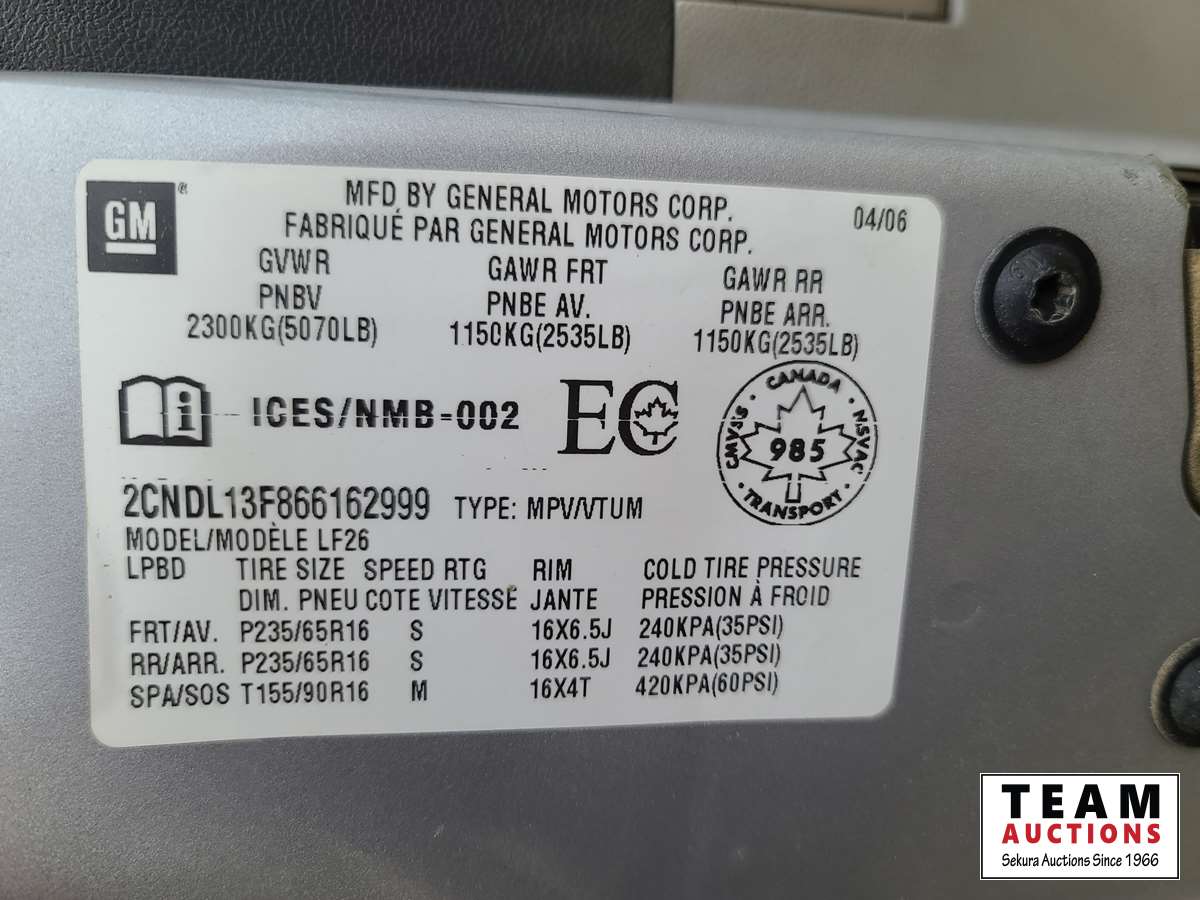 GM®
MFD BY GENERAL MOTORS CORP.
04/06
FABRIQUÉ PAR GENERAL MOTORS CORP.
GVWR GAWR FRT GAWR RR
PNBV PNBE AV. PNBE ARR.
2300KG(5070LB) 1150KG(2535LB) 1150KG(2535LB)
i ICES/NMB-002 EC
CANADA
CMVSS 985 NSVAC
TRANSPORT
2CNDL13F866162999 TYPE: MPV/VTUM
MODEL/MODÈLE LF26
LPBD TIRE SIZE SPEED RTG RIM COLD TIRE PRESSURE
DIM. PNEU COTE VITESSE JANTE PRESSION À FROID
FRT/AV. P235/65R16 S 16X6.5J 240KPA(35PSI)
RR/ARR. P235/65R16 S 16X6.5J 240KPA(35PSI)
SPA/SOS T155/90R16 M 16X4T 420KPA(60PSI)
TEAM
AUCTIONS
Sekura Auctions Since 1966